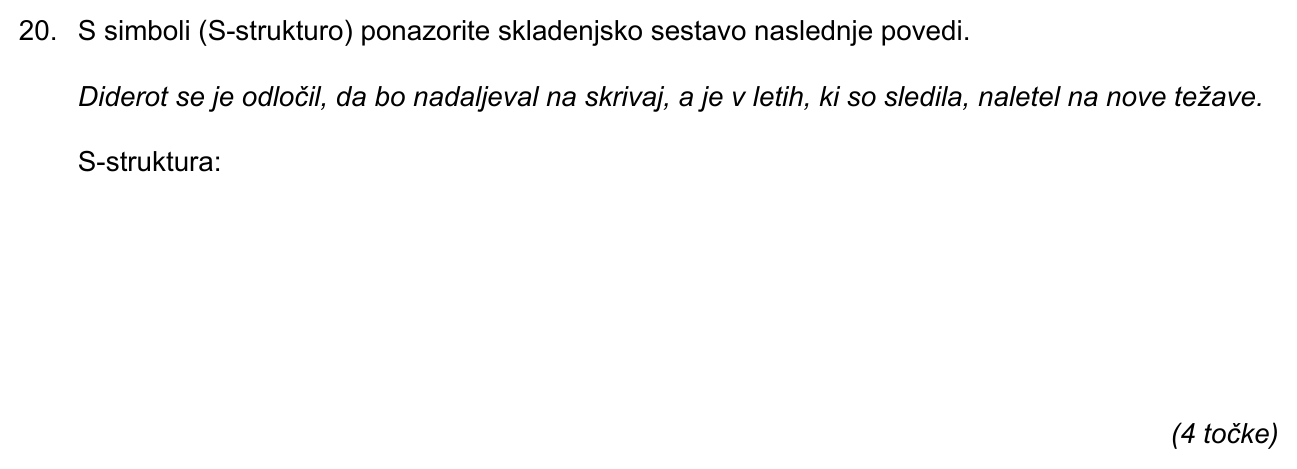 20. S simboli (S-strukturo) ponazorite skladenjsko sestavo naslednje povedi.
Diderot se je odločil, da bo nadaljeval na skrivaj, a je v letih, ki so sledila, naletel na nove težave.
S-struktura:
(4 točke)